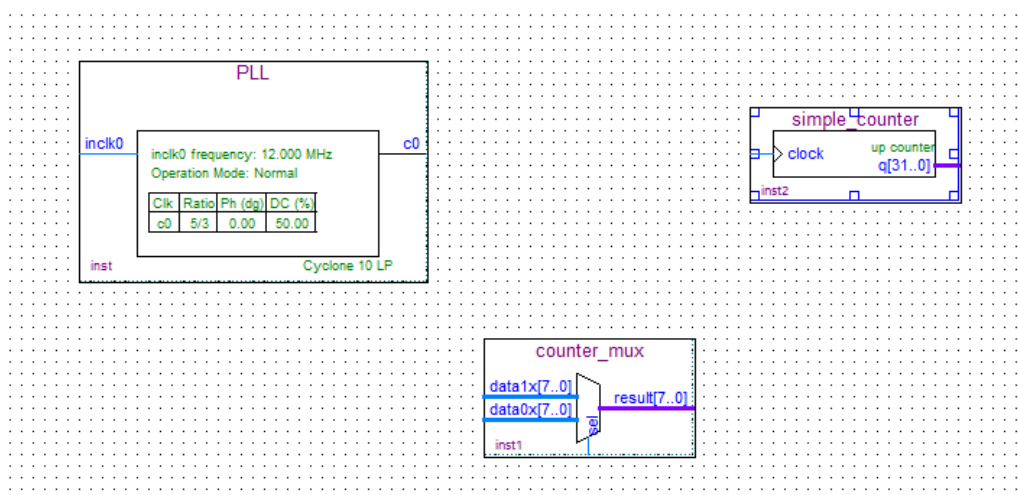 PLL
inclk0
c0
inclk0 frequency: 12.000 MHz
Operation Mode: Normal
Clk Ratio Ph (dg) DC (%)
c0 5/3 0.00 50.00
inst
Cyclone 10 LP
simple_counter
up counter
clock
q[31..0]
inst2
counter_mux
data1x[7..0]
result[7..0]
data0x[7..0]
sel
inst1